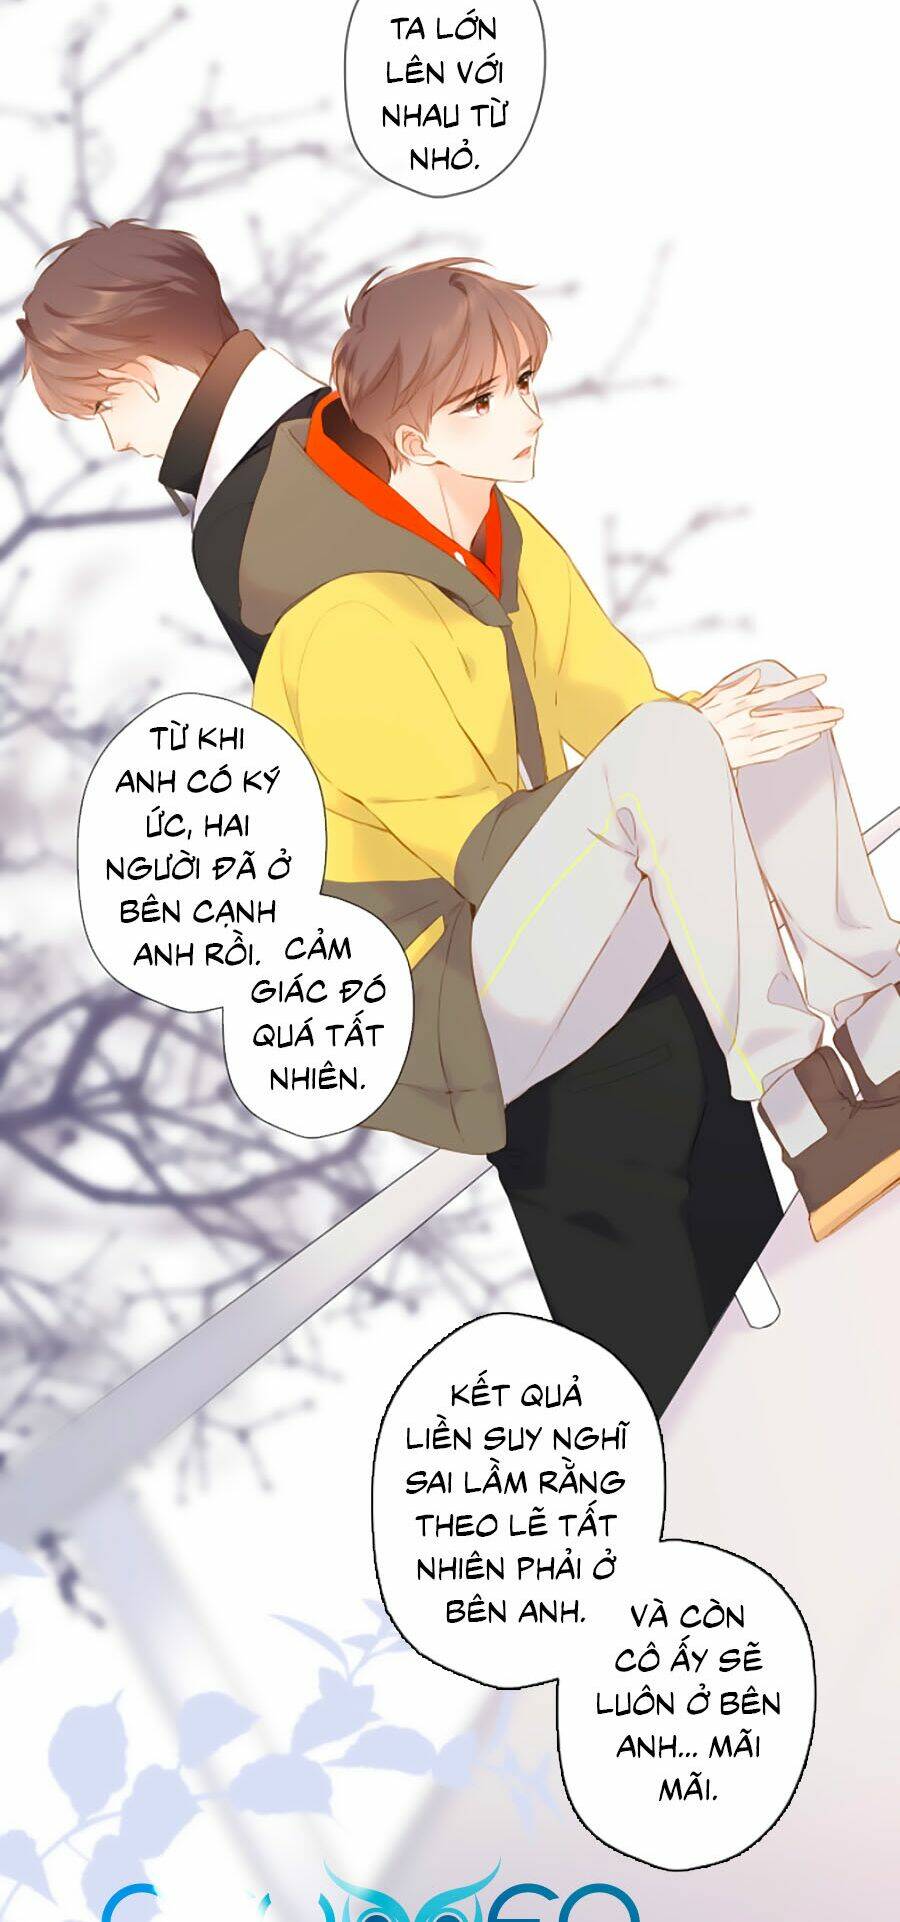 TA LỚN
LÊN VỚI
NHAU TỪ
NHỎ.
TỪ KHI
ANH CÓ KÝ
ỨC, HAI
NGƯỜI ĐÃ Ở
BÊN CẠNH
ANH RỒI.
CẢM
GIÁC ĐÓ
QUÁ TẤT
NHIÊN.
KẾT QUẢ
LIỀN SUY NGHĨ
SAI LẦM RẰNG
THEO LẼ TẤT
NHIÊN PHẢI Ở
BÊN ANH.
VÀ CÒN
CÔ ẤY SẼ
LUÔN Ở BÊN
ANH... MÃI
MÃI.